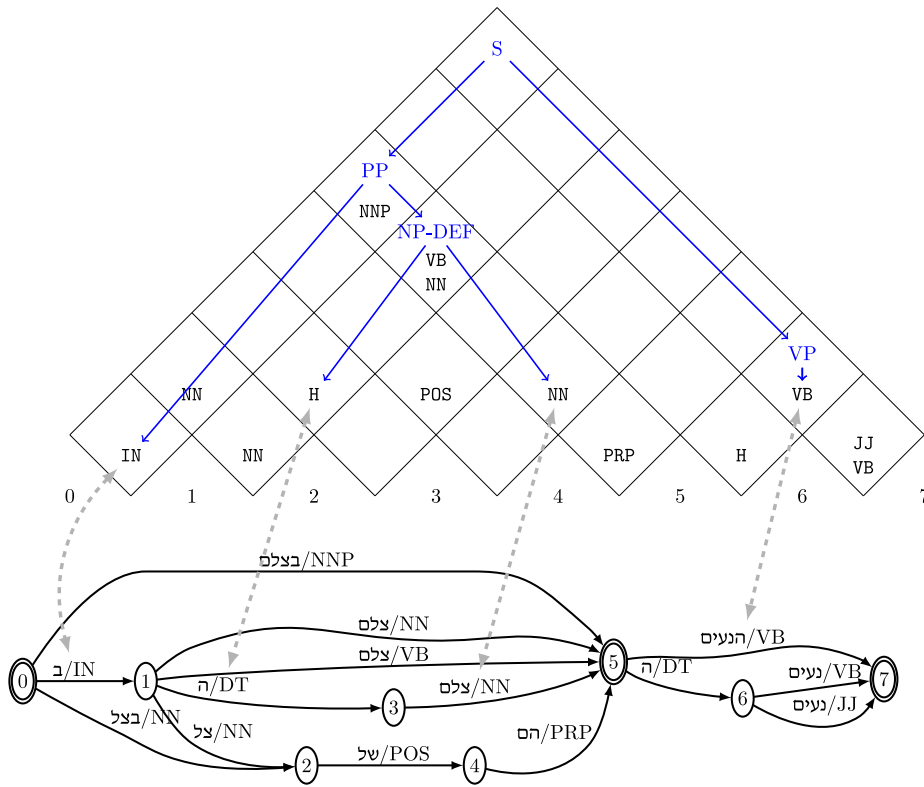 S
PP
NNP
NP-DEF
VB
NN
VP
NN
H
POS
NN
VB
IN
NN
PRP
H
JJ
VB
0 1 2 3 4 5 6 7
בצלם/NNP
צלם/NN
הנעים/VB
צלם/VB
ב/IN
ה/DT
צלם/NN
ה/DT
נעים/VB
נעים/JJ
בצל/NN
צל/NN
הם/PRP
של/POS
0
1
2
3
4
5
6
7